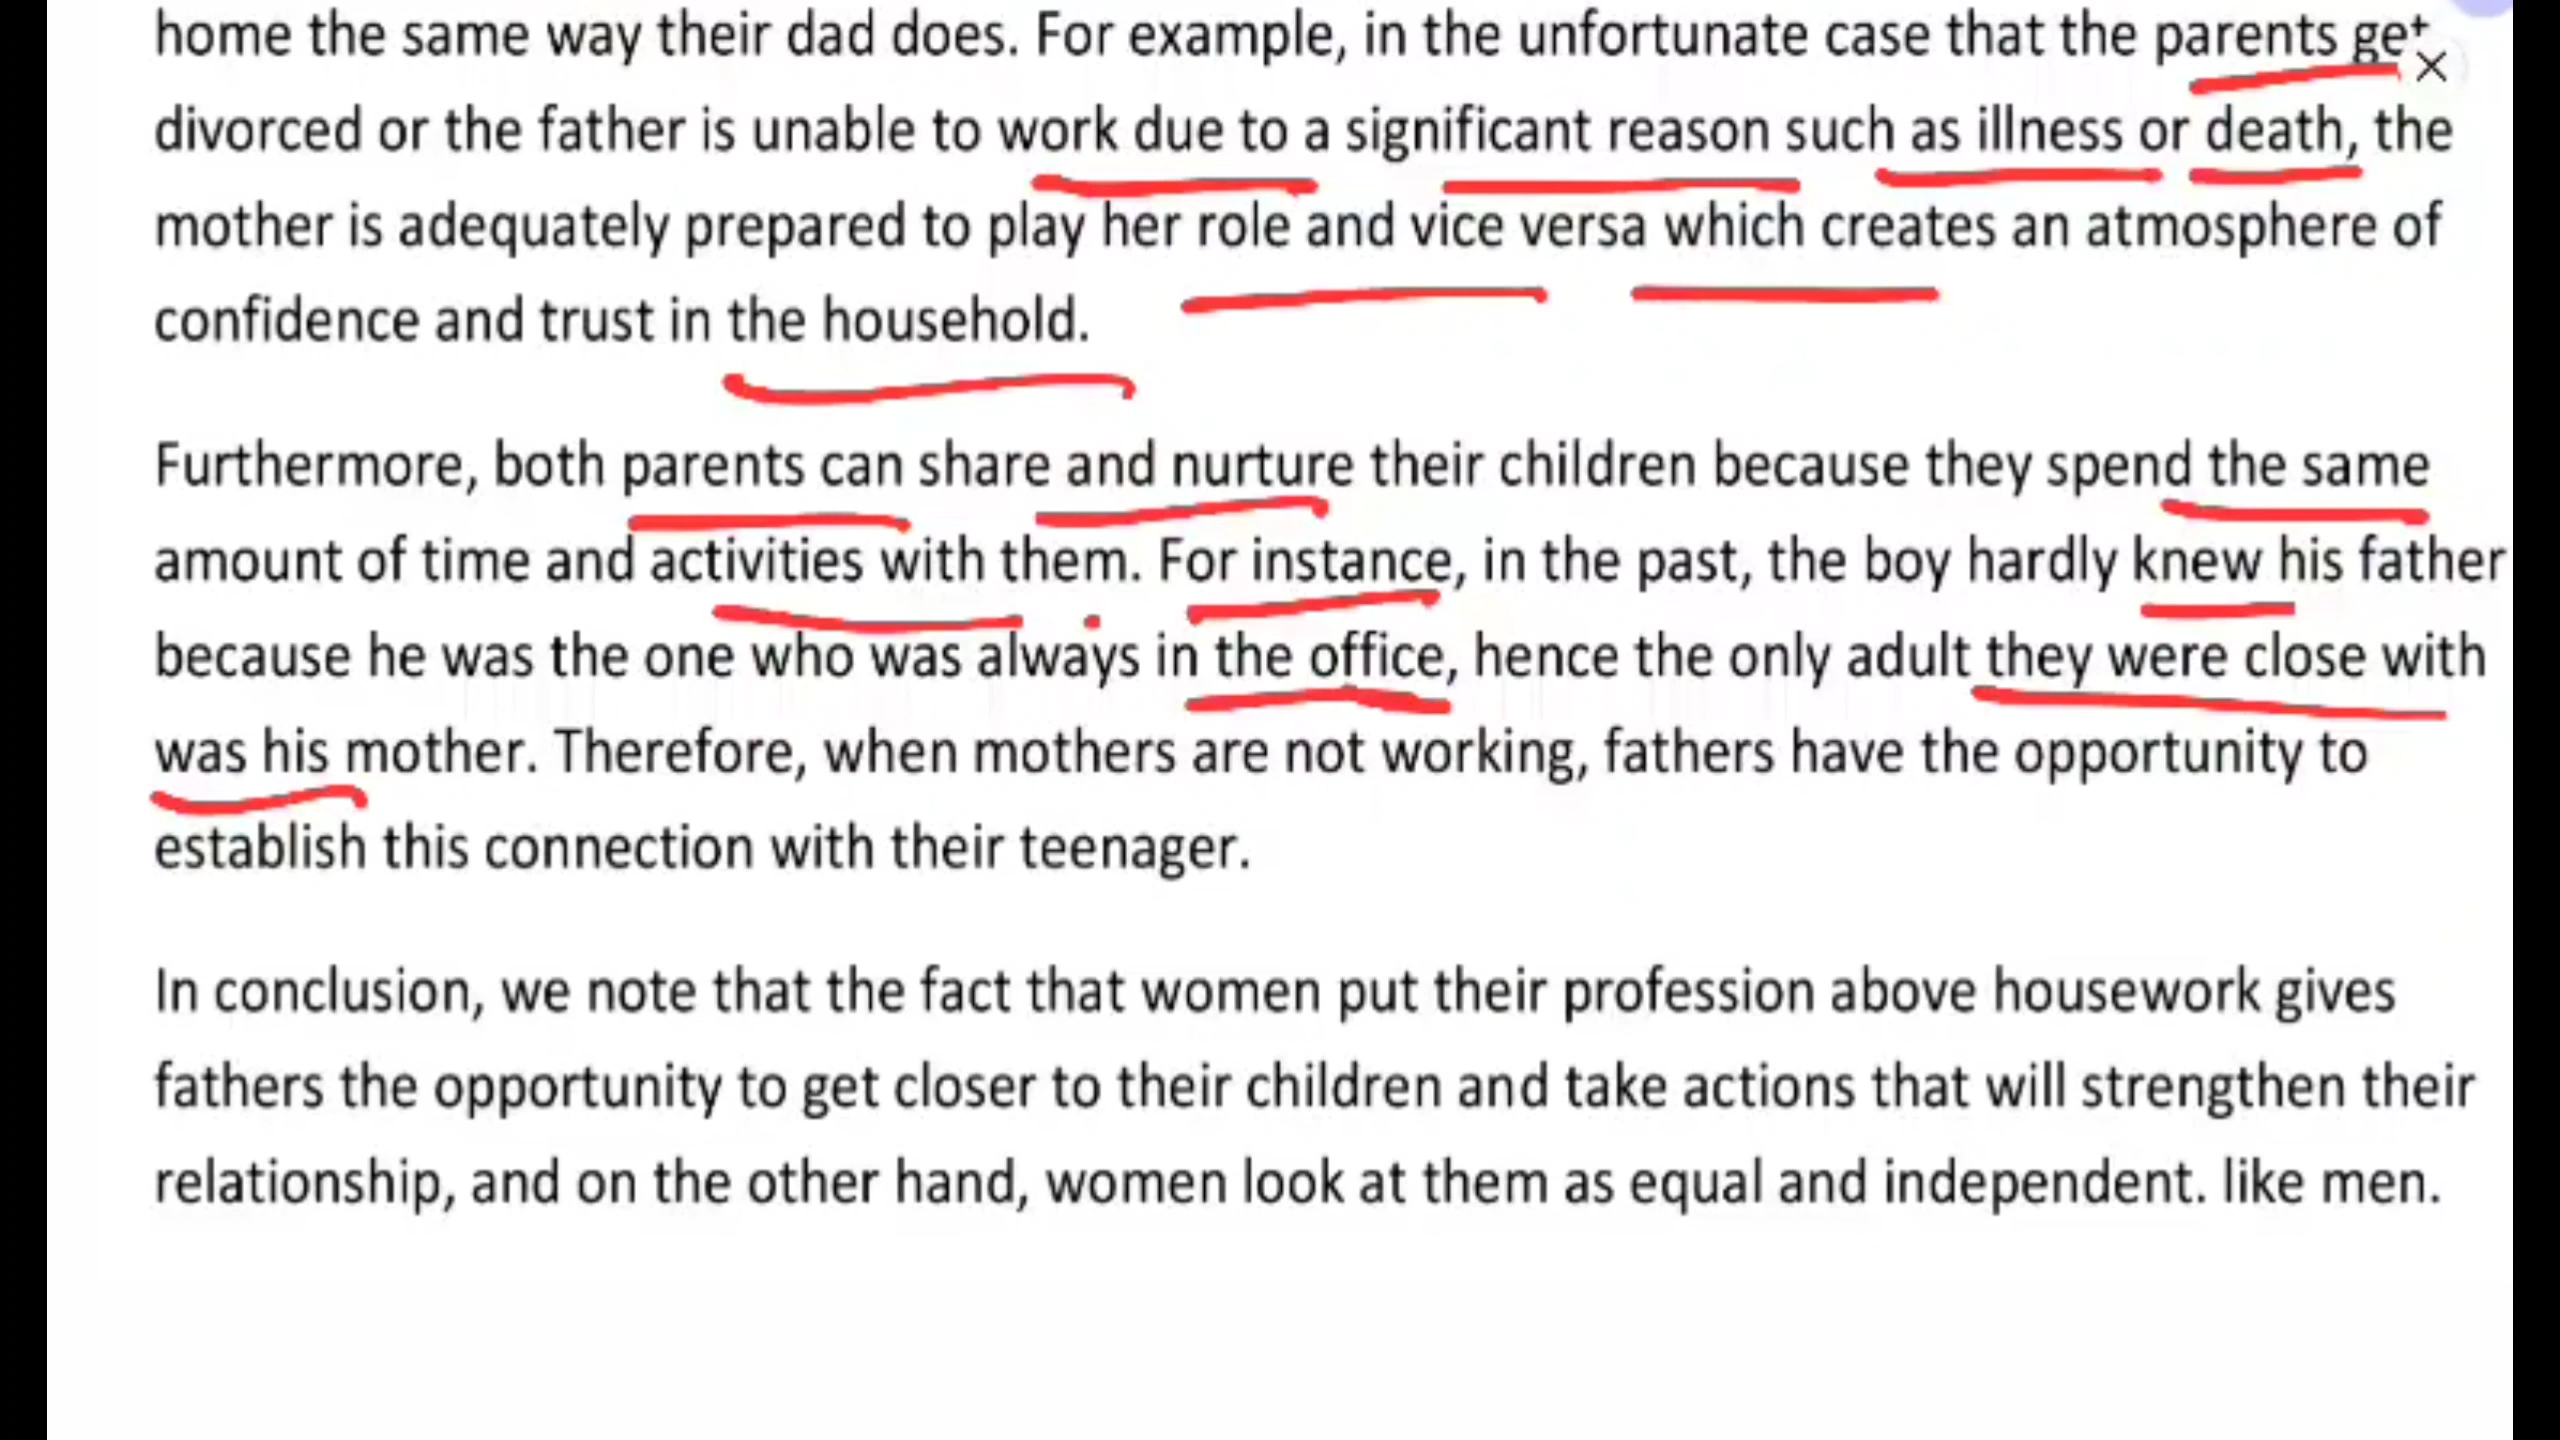 home the same way their dad does. For example, in the unfortunate case that the parents get
divorced or the father is unable to work due to a significant reason such as illness or death, the
mother is adequately prepared to play her role and vice versa which creates an atmosphere of
confidence and trust in the household.
Furthermore, both parents can share and nurture their children because they spend the same
amount of time and activities with them. For instance, in the past, the boy hardly knew his father
because he was the one who was always in the office, hence the only adult they were close with
was his mother. Therefore, when mothers are not working, fathers have the opportunity to
establish this connection with their teenager.
In conclusion, we note that the fact that women put their profession above housework gives
fathers the opportunity to get closer to their children and take actions that will strengthen their
relationship, and on the other hand, women look at them as equal and independent. like men.